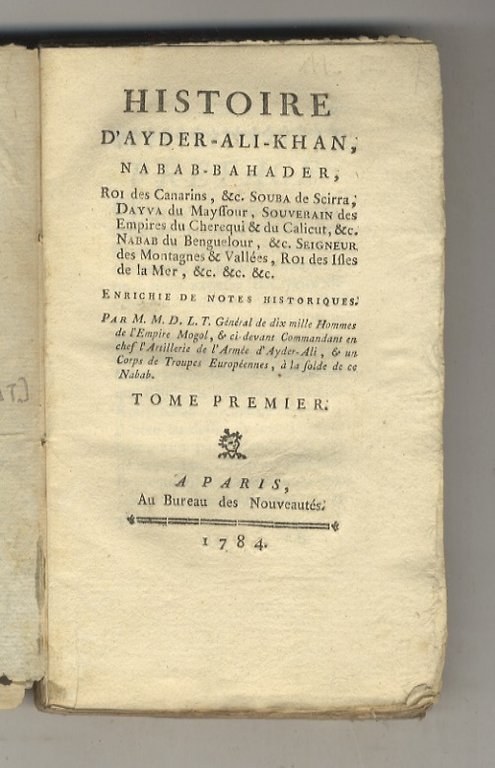 HISTOIRE
D'AYDER-ALI-KHAN,
NABAB-BAHADER,
ROI des Canarins, &c. SOUBA de Scirra,
DAYVA du Mayſſour, SOUVERAIN des
Empires du Cherequi & du Calicut, &c.
NABAB du Benguelour, &c. SEIGNEUR
des Montagnes & Vallées, ROI des Iſles
de la Mer, &c. &c. &c.
ENRICHIE DE NOTES HISTORIQUES.
PAR M. M. D. L. T. Général de dix mille Hommes
de l'Empire Mogol, & ci-devant Commandant en
chef l'Artillerie de l'Armée d'Ayder-Ali, & un
Corps de Troupes Européennes, à la ſolde de ce
Nabab.
TOME PREMIER.
A PARIS,
Au Bureau des Nouveautés.
1784.